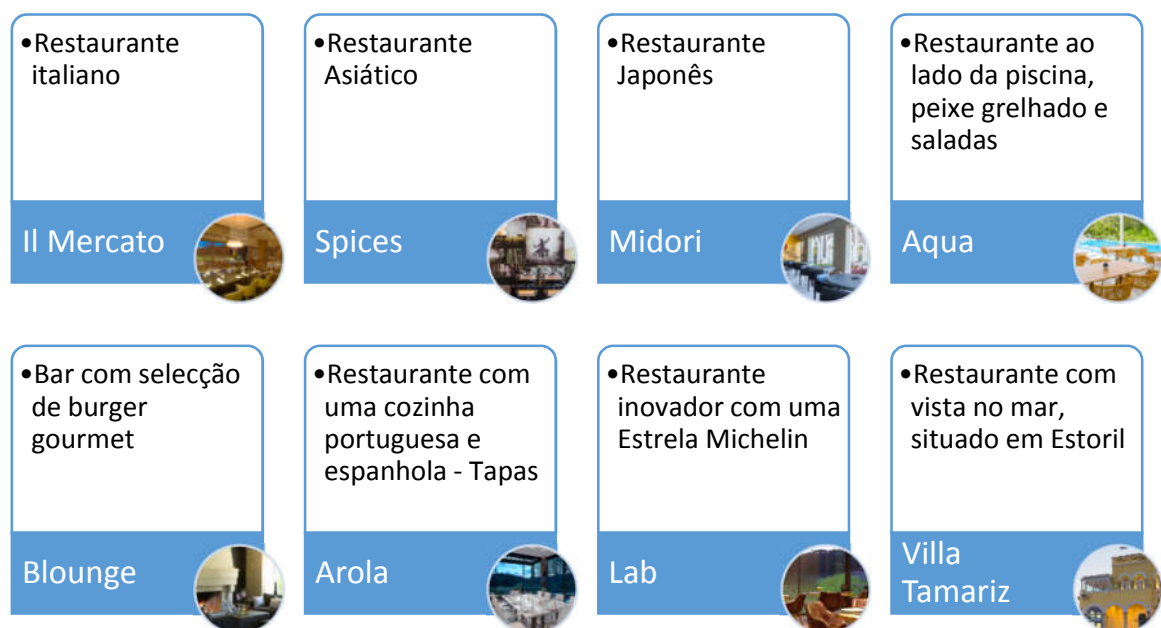 •Restaurante
italiano
Il Mercato
•Restaurante
Asiático
Spices
•Restaurante
Japonês
Midori
•Restaurante ao
lado da piscina,
peixe grelhado e
saladas
Aqua
•Bar com selecção
de burger
gourmet
Blounge
•Restaurante com
uma cozinha
portuguesa e
espanhola - Tapas
Arola
•Restaurante
inovador com uma
Estrela Michelin
Lab
•Restaurante com
vista no mar,
situado em Estoril
Villa
Tamariz